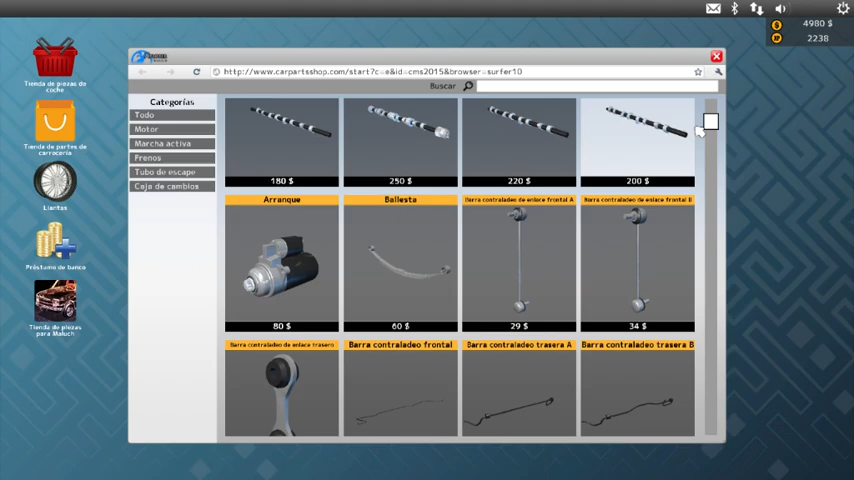 4980 $
2238
http://www.carpartsshop.com/start?c=a&id=cms2015&browser=surfer10
Buscar
Tienda de piezas de
coche
Tienda de partes de
carrocería
Llantas
Préstamo de banco
Tienda de piezas
para Maluch
Categorías
Todo
Motor
Marcha activa
Frenos
Tubo de escape
Caja de cambios
180 $
250 $
220 $
200 $
Arranque
Ballesta
Barra contraladeo de enlace frontal A
Barra contraladeo de enlace frontal B
80 $
60 $
29 $
34 $
Barra contraladeo de enlace trasero
Barra contraladeo frontal
Barra contraladeo trasera A
Barra contraladeo trasera B